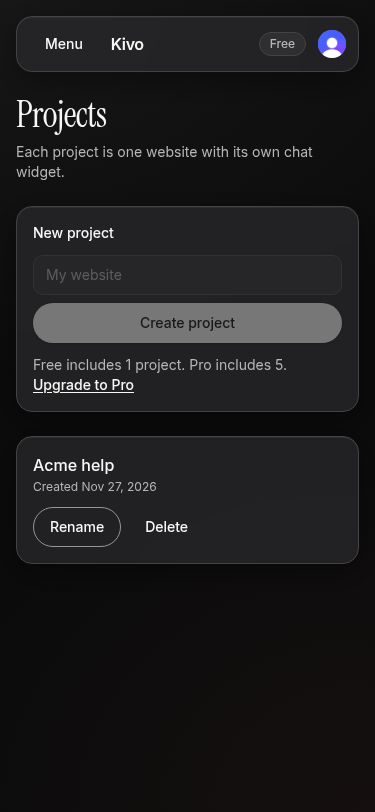 Menu Kivo Free
Projects
Each project is one website with its own chat
widget.
New project
My website
Create project
Free includes 1 project. Pro includes 5.
Upgrade to Pro
Acme help
Created Nov 27, 2026
Rename Delete